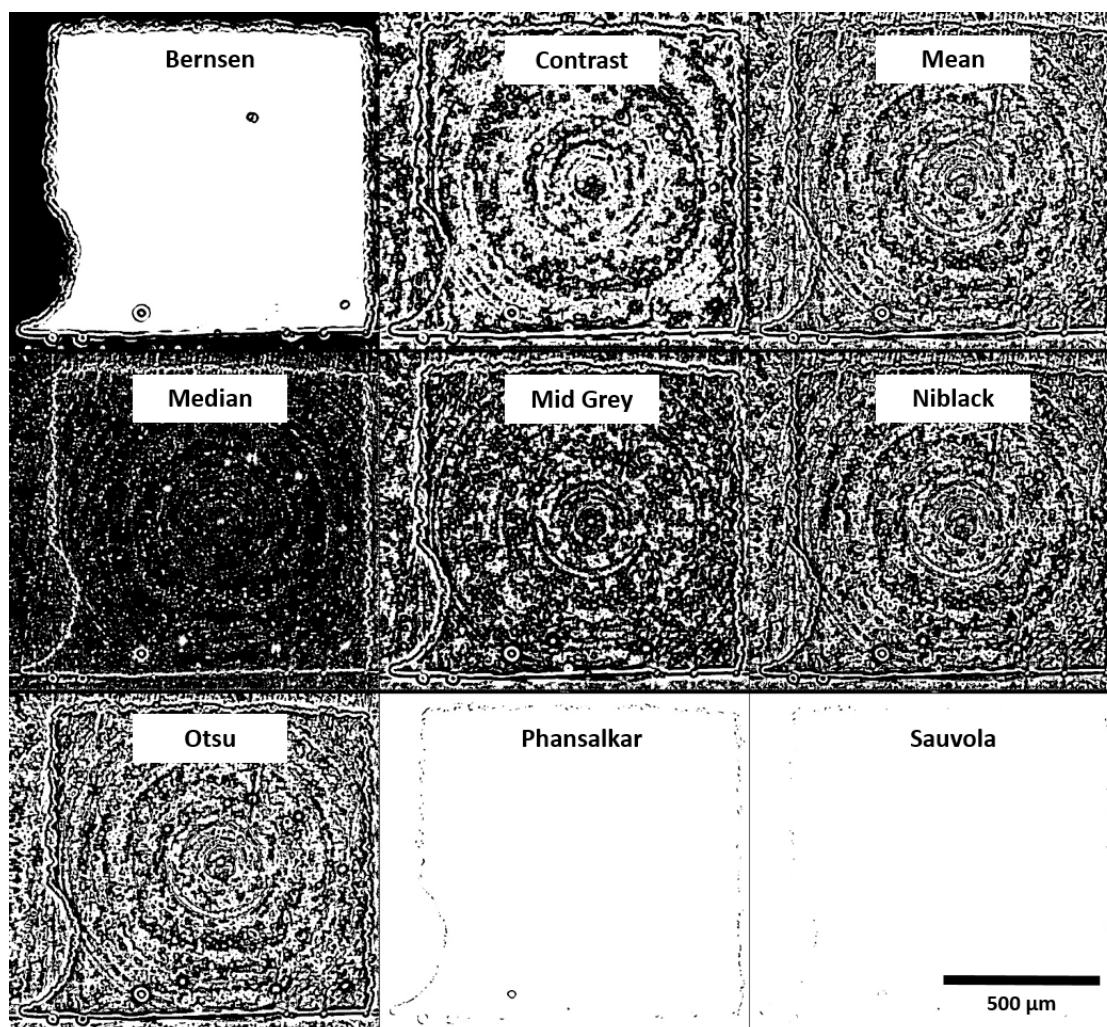 Bernsen
Contrast
Mean
Median
Mid Grey
Niblack
Otsu
Phansalkar
Sauvola
500 µm